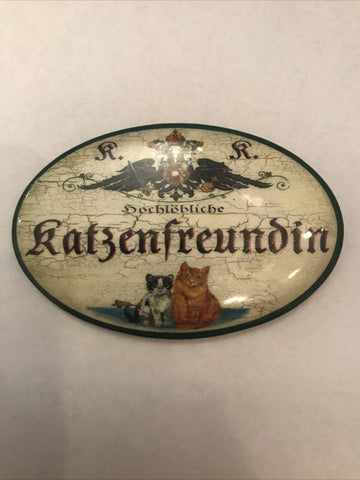 K. K.
Hochlöbliche
Katzenfreundin